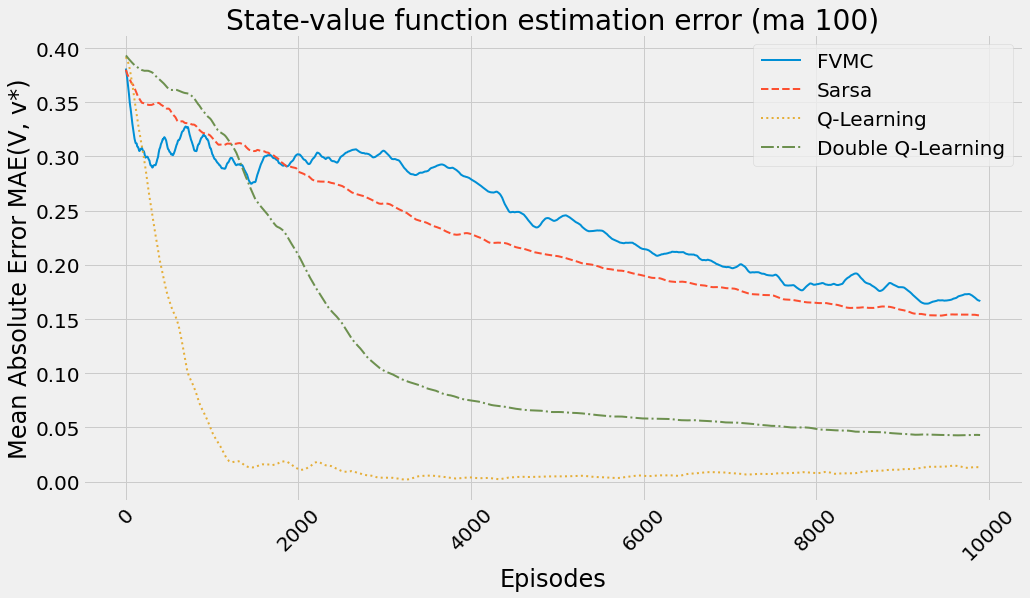 State-value function estimation error (ma 100)
Mean Absolute Error MAE(V, v*)
0.40
0.35
0.30
0.25
0.20
0.15
0.10
0.05
0.00
FVMC
Sarsa
Q-Learning
Double Q-Learning
0
2000
4000
6000
8000
10000
Episodes